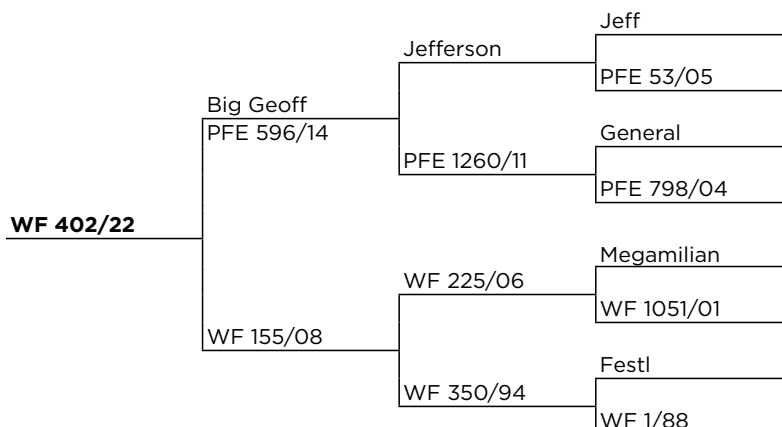 Jeff
Jefferson
PFE 53/05
Big Geoff
PFE 596/14
General
PFE 1260/11
PFE 798/04
WF 402/22
Megamilian
WF 225/06
WF 1051/01
WF 155/08
Festl
WF 350/94
WF 1/88